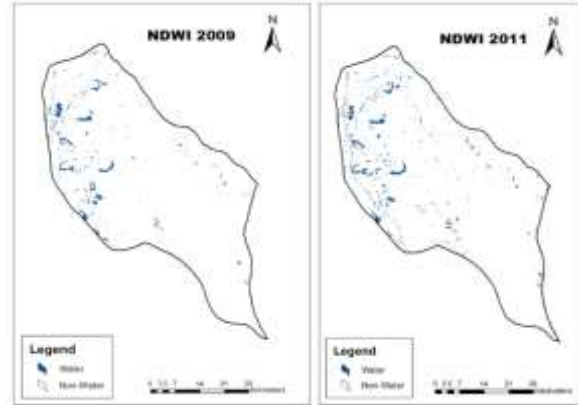 NDWI 2009
N
Legend
Water
Non-Water
NDWI 2011
N
Legend
Water
Non-Water